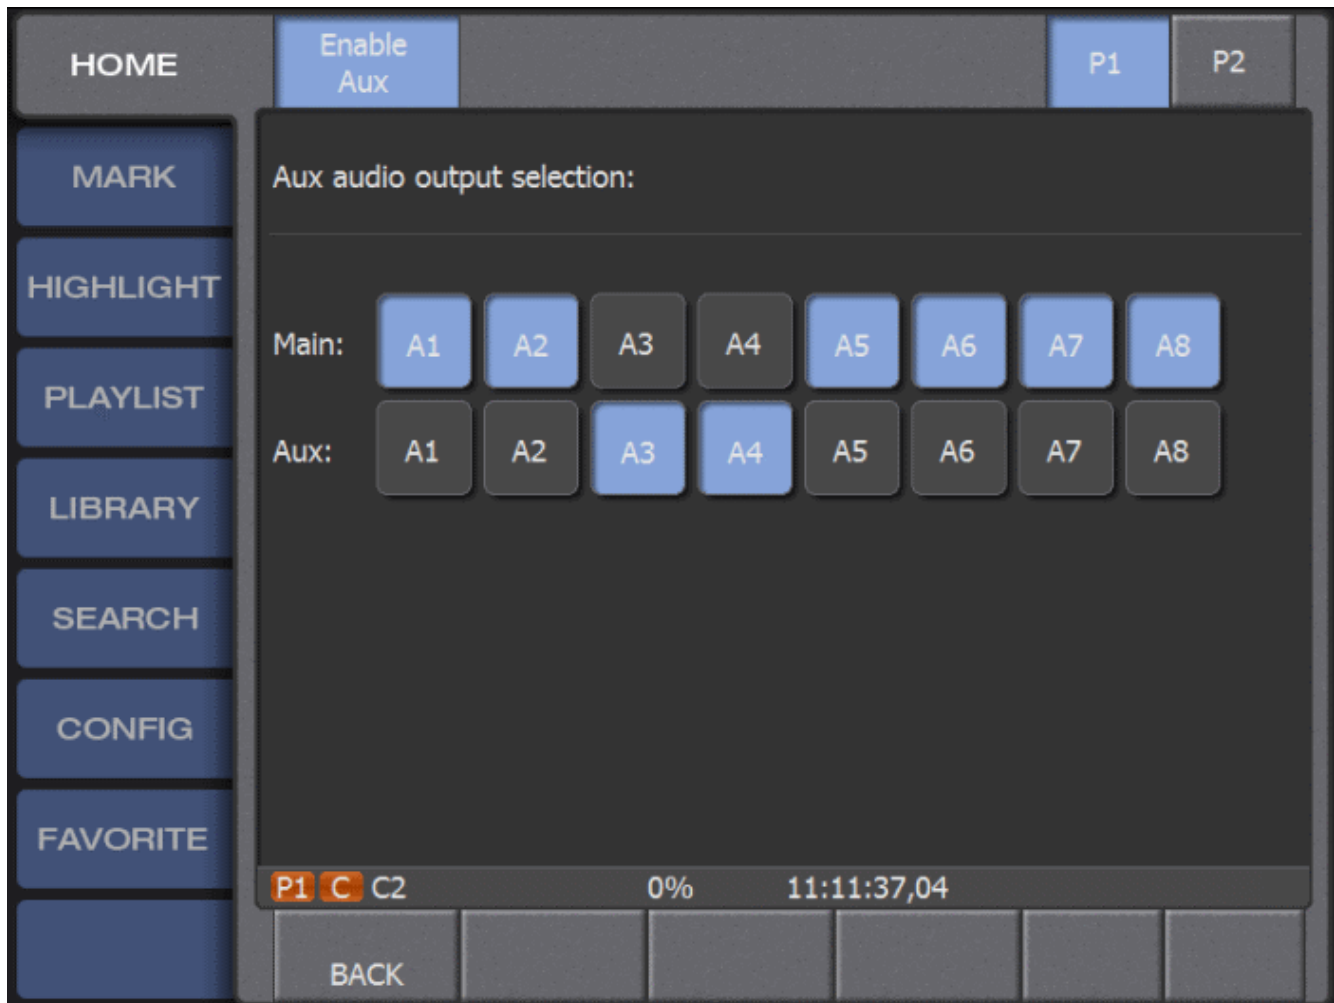 HOME
Enable
Aux
P1
P2
MARK
HIGHLIGHT
PLAYLIST
LIBRARY
SEARCH
CONFIG
FAVORITE
Aux audio output selection:
Main: A1 A2 A3 A4 A5 A6 A7 A8
Aux: A1 A2 A3 A4 A5 A6 A7 A8
P1 C C2 0% 11:11:37,04
BACK